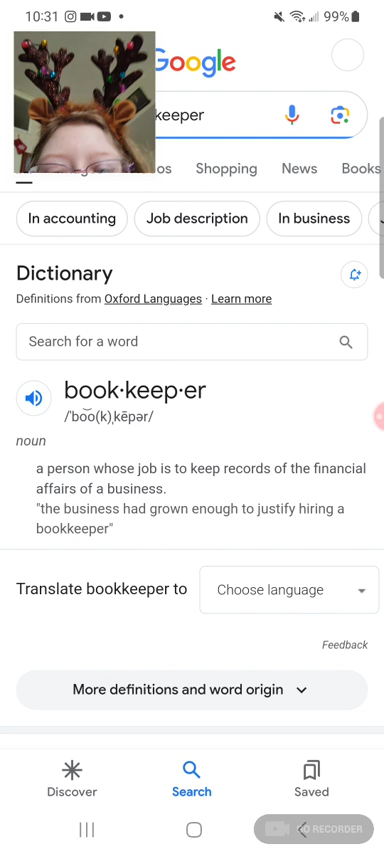 10:31 99%
Google
keeper
Shopping News Books
In accounting Job description In business
Dictionary
Definitions from Oxford Languages · Learn more
Search for a word
book·keep·er
/ˈbo͝o(k)ˌkēpər/
noun
a person whose job is to keep records of the financial
affairs of a business.
"the business had grown enough to justify hiring a
bookkeeper"
Translate bookkeeper to Choose language
Feedback
More definitions and word origin
Discover Search Saved
RECORDER